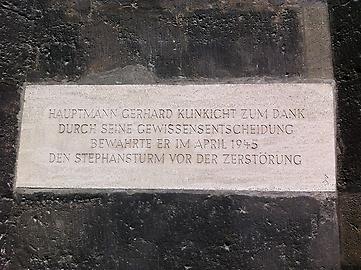 HAUPTMANN GERHARD KLINKICHT ZUM DANK
DURCH SEINE GEWISSENSENTSCHEIDUNG
BEWAHRTE ER IM APRIL 1945
DEN STEPHANSTURM VOR DER ZERSTÖRUNG